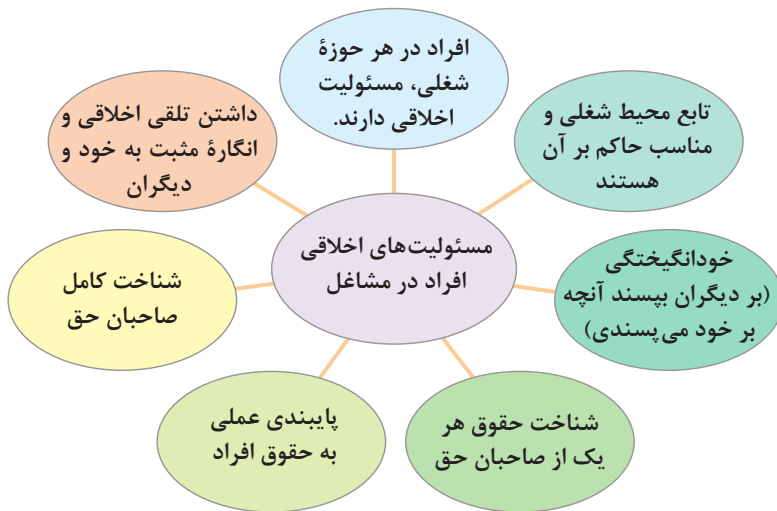 افراد در هر حوزهٔ
شغلی، مسئولیت
اخلاقی دارند.
تابع محیط شغلی و
مناسب حاکم بر آن
هستند
خودانگیختگی
(بر دیگران بپسند آنچه
بر خود می‌پسندی)
شناخت حقوق هر
یک از صاحبان حق
پایبندی عملی
به حقوق افراد
شناخت کامل
صاحبان حق
داشتن تلقی اخلاقی و
انگارهٔ مثبت به خود و
دیگران
مسئولیت‌های اخلاقی
افراد در مشاغل